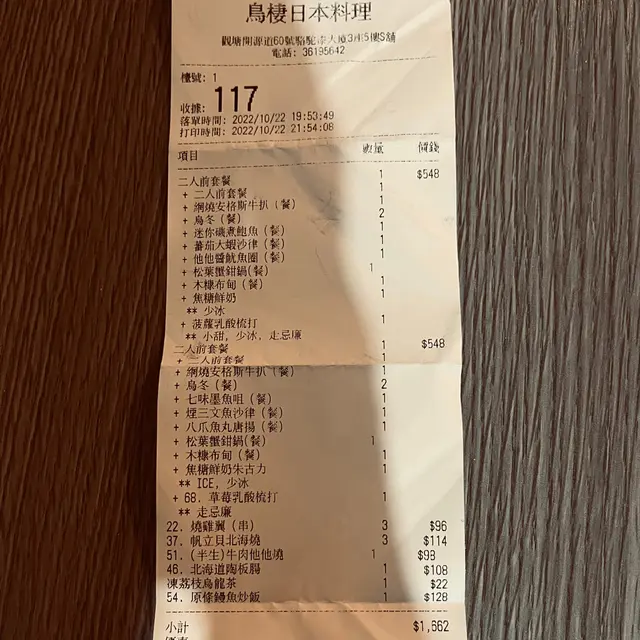 鳥棲日本料理
觀塘開源道60號駱駝漆大廈3座5樓S舖
電話: 36195642
檯號: 1
收據: 117
落單時間: 2022/10/22 19:53:49
打印時間: 2022/10/22 21:54:08
項目 數量 價錢
二人前套餐 1 $548
+ 二人前套餐 1
+ 網燒安格斯牛扒(餐) 1
+ 烏冬(餐) 2
+ 迷你磯煮鮑魚(餐) 1
+ 蕃茄大蝦沙律(餐) 1
+ 他他醬魷魚圈(餐) 1
+ 松葉蟹鉗鍋(餐) 1
+ 木糠布甸(餐) 1
+ 焦糖鮮奶 1
** 少冰
+ 菠蘿乳酸梳打 1
** 小甜, 少冰, 走忌廉
二人前套餐 1 $548
+ 二人前套餐 1
+ 網燒安格斯牛扒(餐) 1
+ 烏冬(餐) 2
+ 七味墨魚咀(餐) 1
+ 煙三文魚沙律(餐) 1
+ 八爪魚丸唐揚(餐) 1
+ 松葉蟹鉗鍋(餐) 1
+ 木糠布甸(餐) 1
+ 焦糖鮮奶朱古力 1
** ICE, 少冰
+ 68. 草莓乳酸梳打 1
** 走忌廉
22. 燒雞翼(串) 3 $96
37. 帆立貝北海燒 3 $114
51. (半生)牛肉他他燒 1 $98
46. 北海道陶板腸 1 $108
凍荔枝烏龍茶 1 $22
54. 原條鰻魚炒飯 1 $128
小計 $1,662